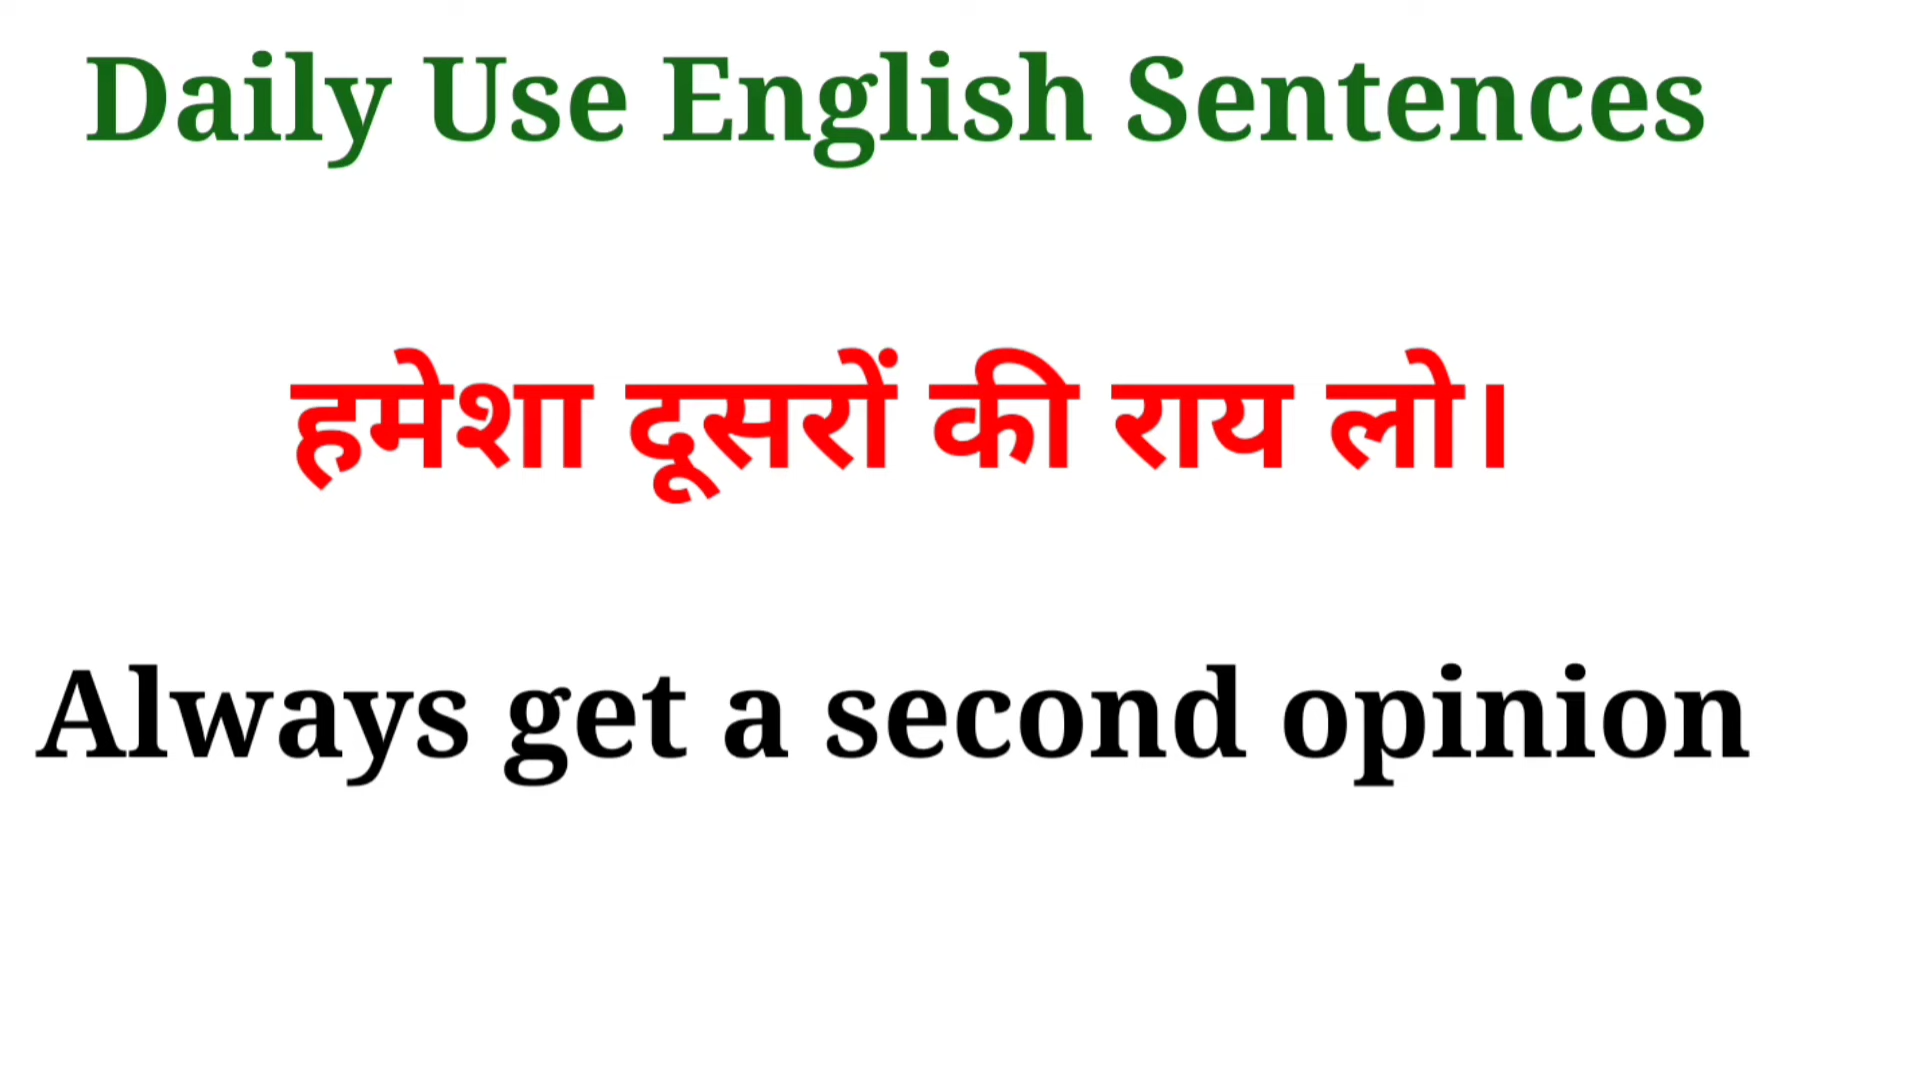 Daily Use English Sentences
हमेशा दूसरों की राय लो।
Always get a second opinion